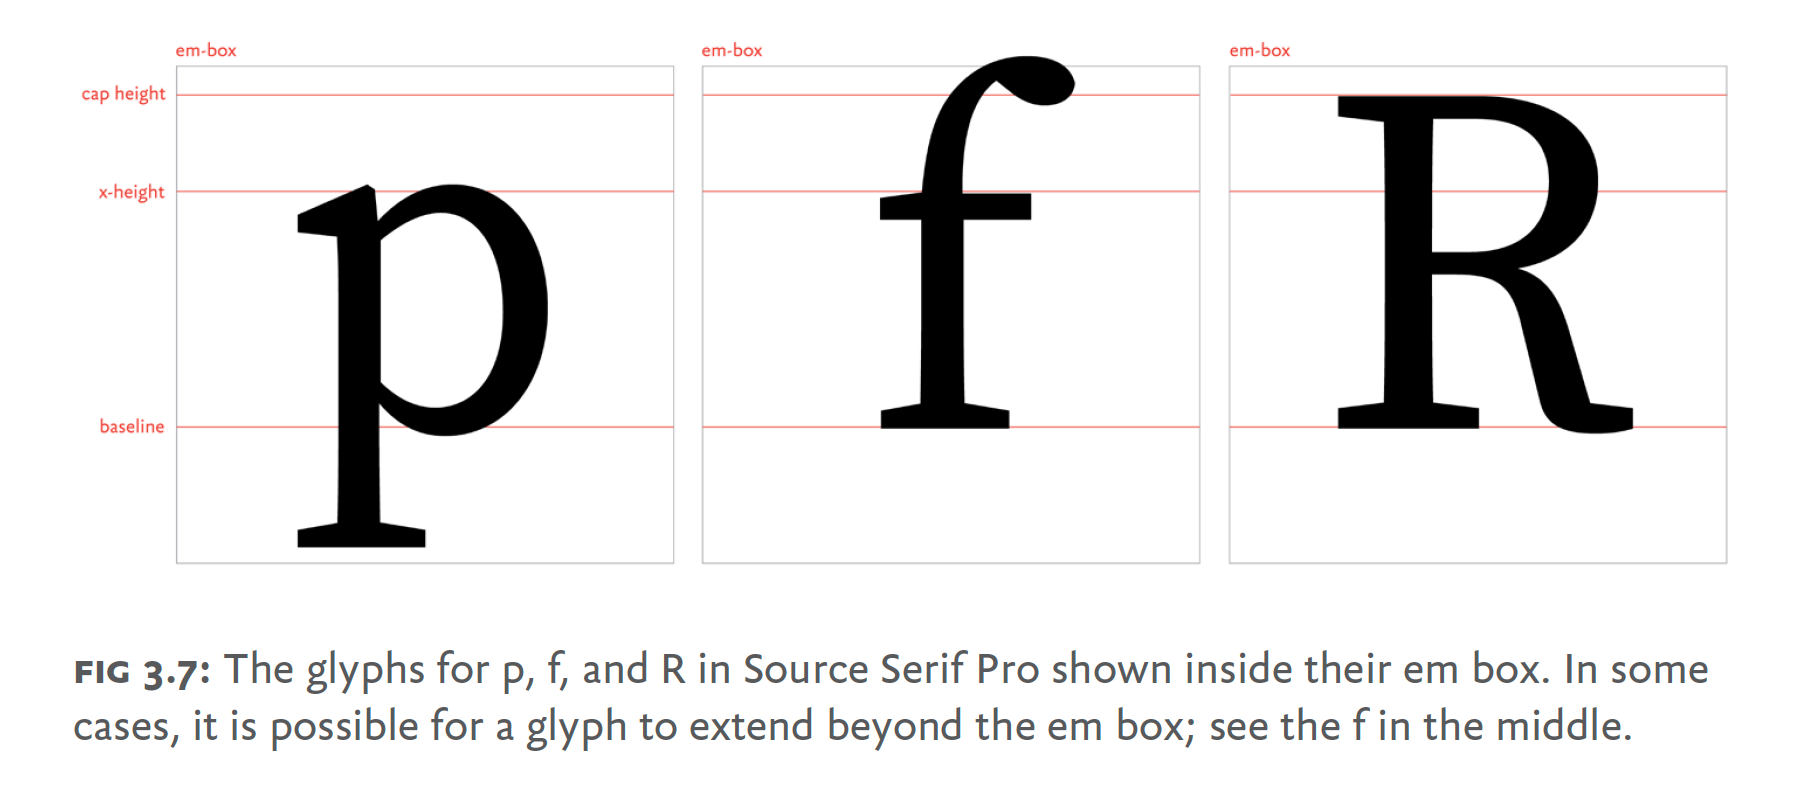 em-box em-box em-box
cap height
x-height
baseline
p f R
FIG 3.7: The glyphs for p, f, and R in Source Serif Pro shown inside their em box. In some
cases, it is possible for a glyph to extend beyond the em box; see the f in the middle.